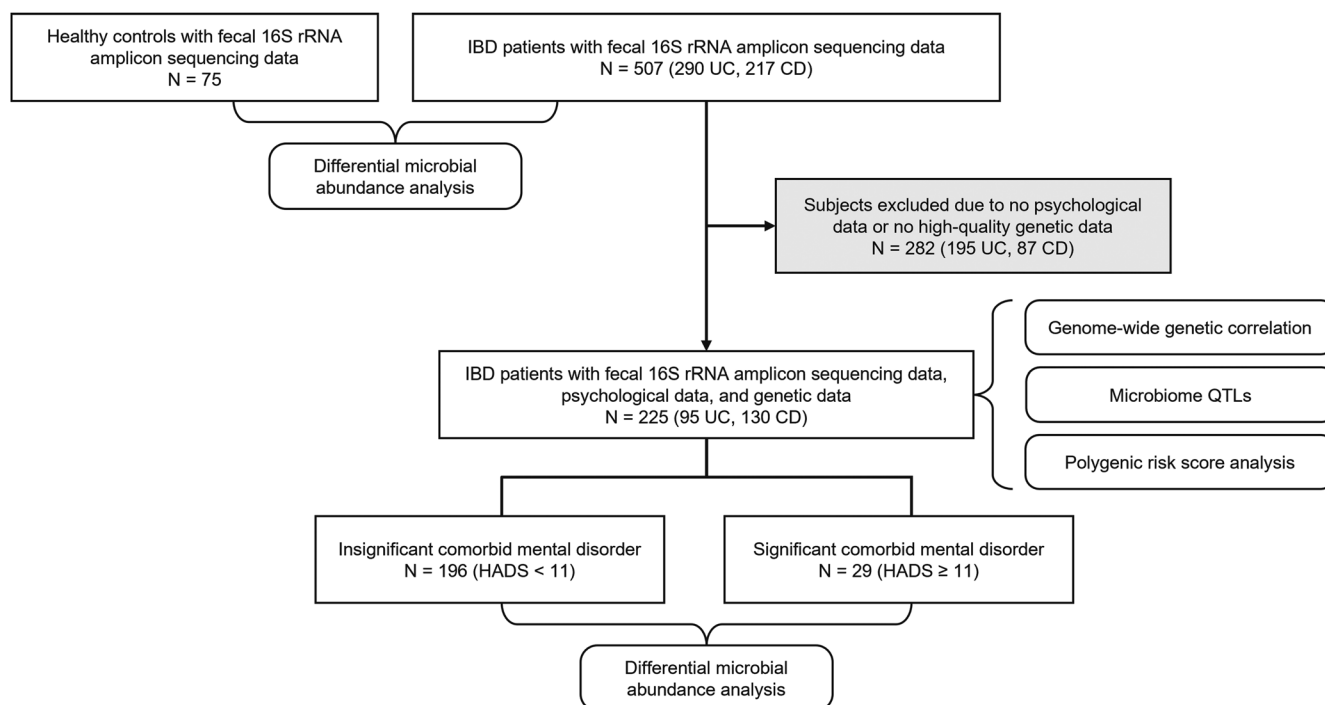 Healthy controls with fecal 16S rRNA
amplicon sequencing data
N = 75
IBD patients with fecal 16S rRNA amplicon sequencing data
N = 507 (290 UC, 217 CD)
Differential microbial
abundance analysis
Subjects excluded due to no psychological
data or no high-quality genetic data
N = 282 (195 UC, 87 CD)
Genome-wide genetic correlation
IBD patients with fecal 16S rRNA amplicon sequencing data,
psychological data, and genetic data
N = 225 (95 UC, 130 CD)
Microbiome QTLs
Polygenic risk score analysis
Insignificant comorbid mental disorder
N = 196 (HADS < 11)
Significant comorbid mental disorder
N = 29 (HADS ≥ 11)
Differential microbial
abundance analysis